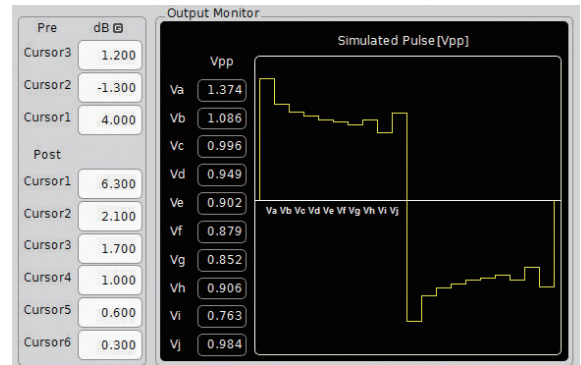 Pre dB G
Cursor3 1.200
Cursor2 -1.300
Cursor1 4.000
Post
Cursor1 6.300
Cursor2 2.100
Cursor3 1.700
Cursor4 1.000
Cursor5 0.600
Cursor6 0.300
Output Monitor
Simulated Pulse[Vpp]
Vpp
Va 1.374
Vb 1.086
Vc 0.996
Vd 0.949
Ve 0.902
Vf 0.879
Vg 0.852
Vh 0.906
Vi 0.763
Vj 0.984
Va Vb Vc Vd Ve Vf Vg Vh Vi Vj